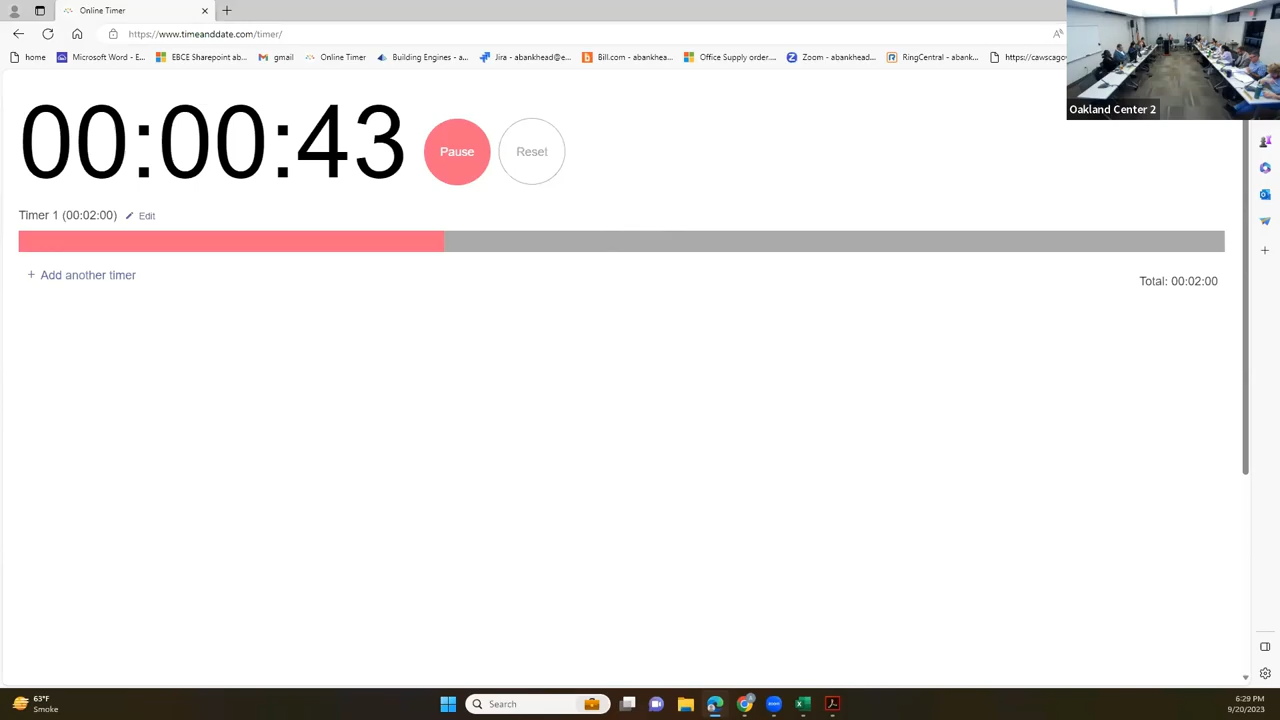 Online Timer
https://www.timeanddate.com/timer/
home
Microsoft Word - E...
EBCE Sharepoint ab...
gmail
Online Timer
Building Engines - a...
Jira - abankhead@e...
Bill.com - abankhea...
Office Supply order....
Zoom - abankhead...
RingCentral - abank...
https://cawscagov
Oakland Center 2
00:00:43
Pause
Reset
Timer 1 (00:02:00)
Edit
+ Add another timer
Total: 00:02:00
63°F
Smoke
Search
6:29 PM
9/20/2023